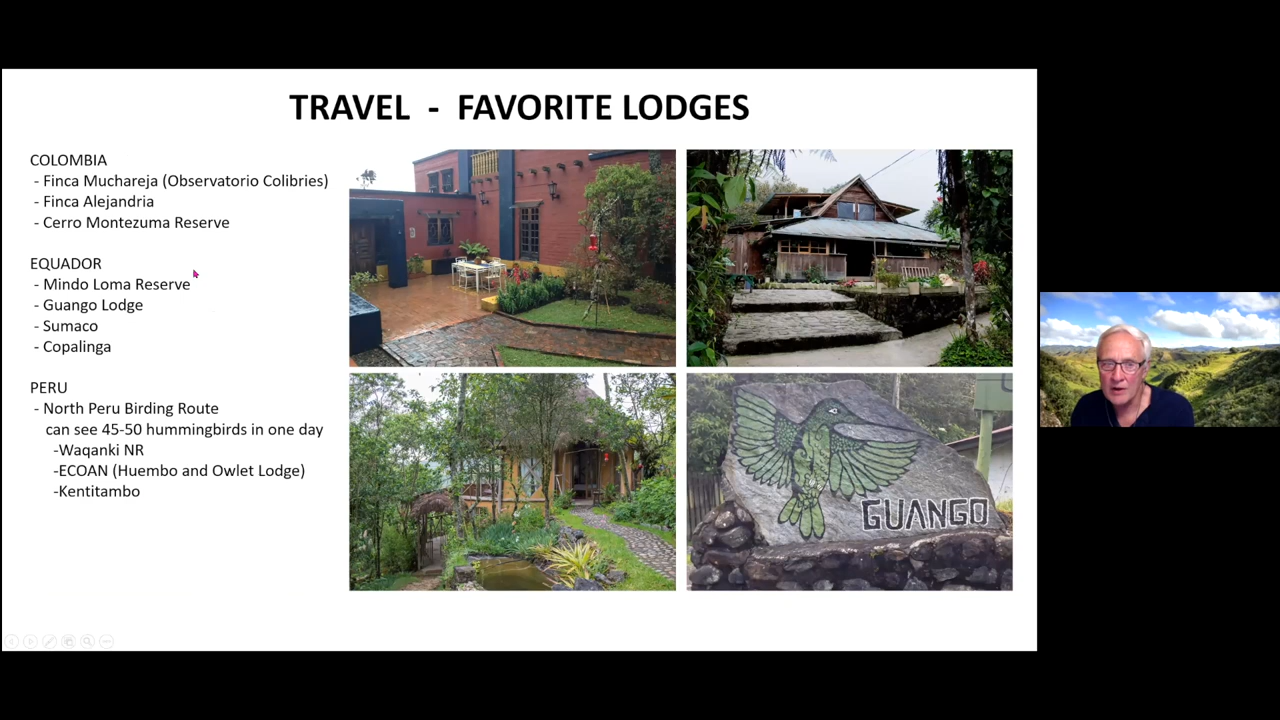 TRAVEL - FAVORITE LODGES
COLOMBIA
- Finca Muchareja (Observatorio Colibries)
- Finca Alejandria
- Cerro Montezuma Reserve
EQUADOR
- Mindo Loma Reserve
- Guango Lodge
- Sumaco
- Copalinga
PERU
- North Peru Birding Route
can see 45-50 hummingbirds in one day
-Waqanki NR
-ECOAN (Huembo and Owlet Lodge)
-Kentitambo
GUANGO